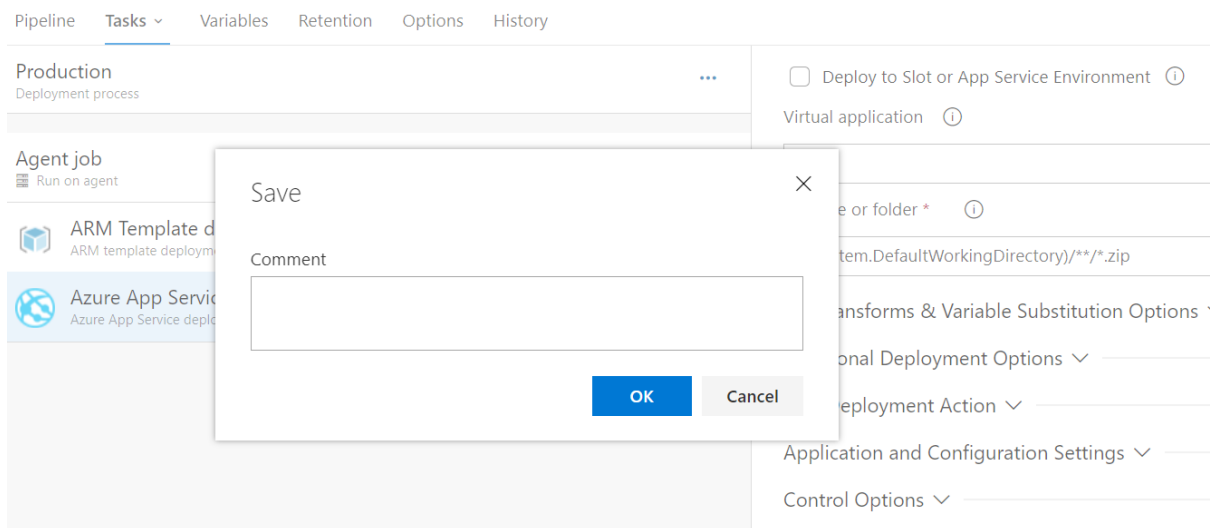 Pipeline Tasks Variables Retention Options History
Production
Deployment process
Agent job
Run on agent
ARM Template d
ARM template deploym
Azure App Servic
Azure App Service deplo
Save
Comment
OK Cancel
Deploy to Slot or App Service Environment
Virtual application
e or folder *
tem.DefaultWorkingDirectory)/**/*.zip
ansforms & Variable Substitution Options
onal Deployment Options
eployment Action
Application and Configuration Settings
Control Options